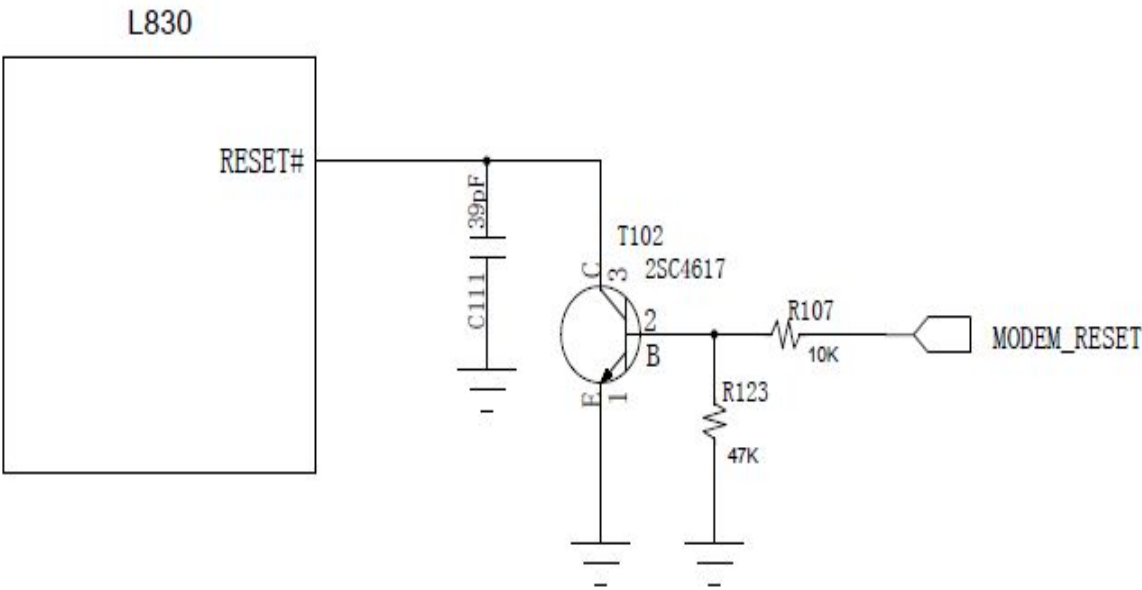 L830
RESET#
39pF
C111
T102
2SC4617
C
3
2
B
E
1
R107
10K
MODEM_RESET
R123
47K